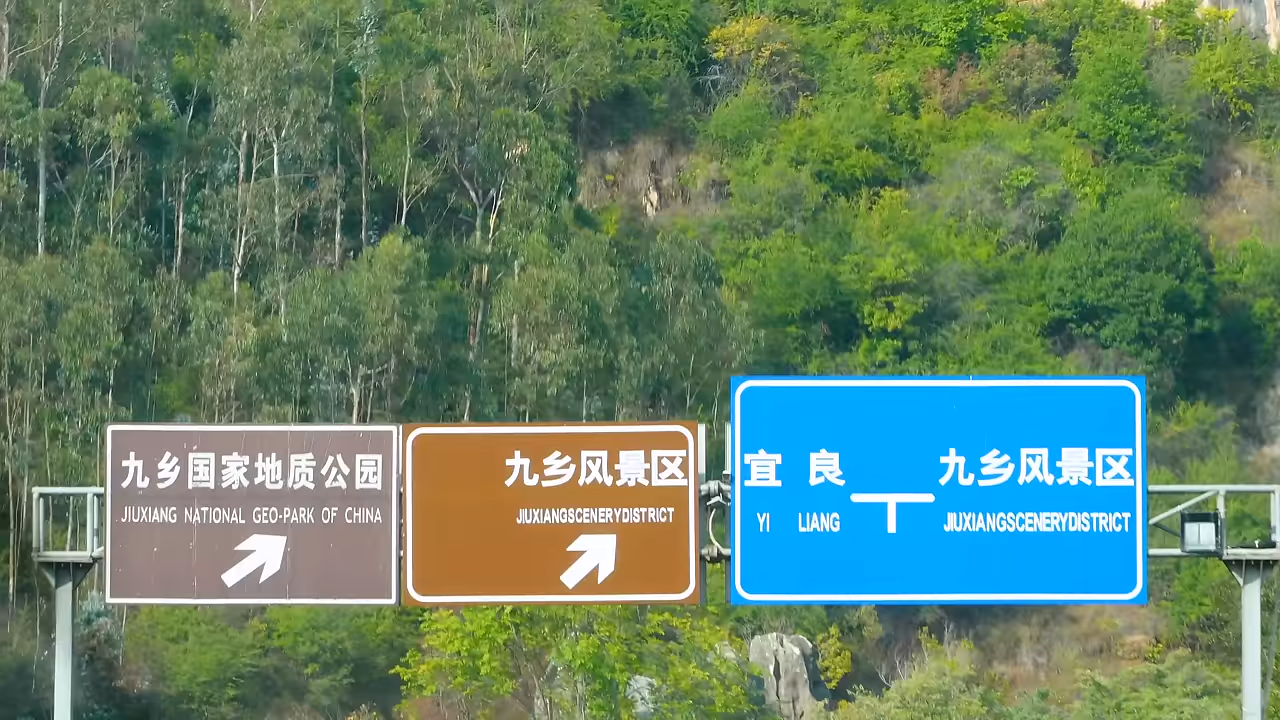 九乡国家地质公园
JIUXIANG NATIONAL GEO-PARK OF CHINA
九乡风景区
JIUXIANGSCENERYDISTRICT
宜 良 九乡风景区
YI LIANG JIUXIANGSCENERYDISTRICT